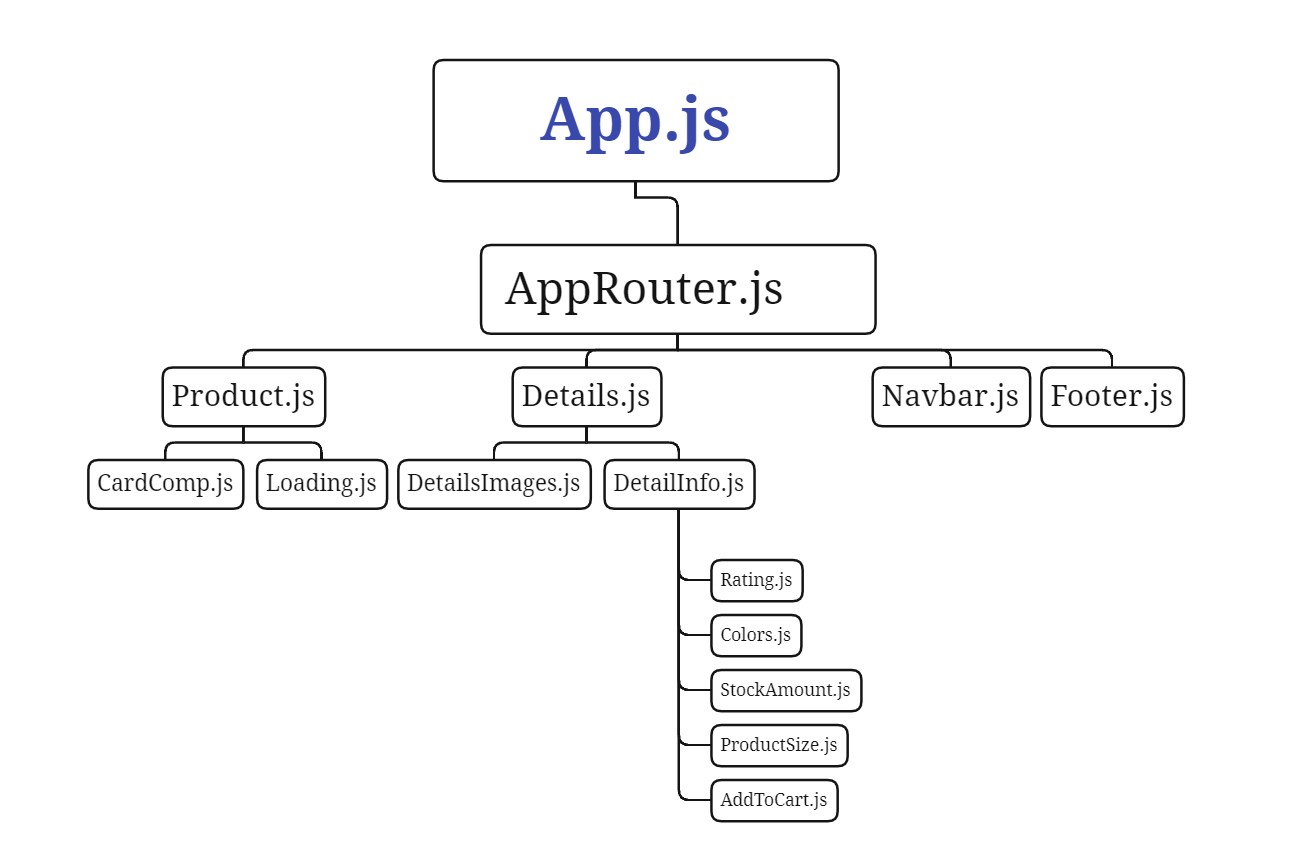 App.js
AppRouter.js
Product.js
Details.js
Navbar.js
Footer.js
CardComp.js
Loading.js
DetailsImages.js
DetailInfo.js
Rating.js
Colors.js
StockAmount.js
ProductSize.js
AddToCart.js